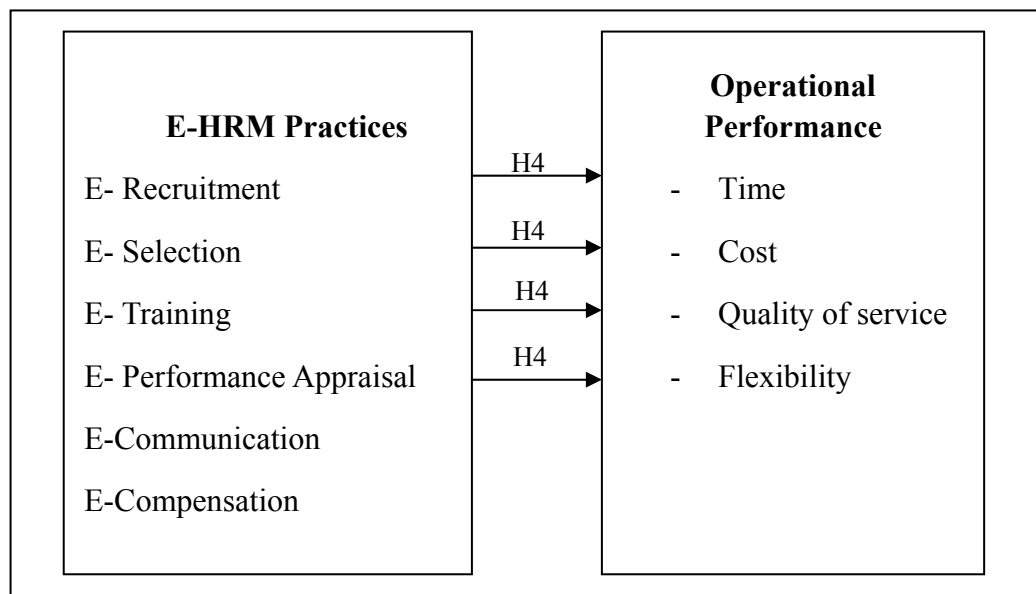 E-HRM Practices
E- Recruitment
E- Selection
E- Training
E- Performance Appraisal
E-Communication
E-Compensation
H4
H4
H4
H4
Operational
Performance
- Time
- Cost
- Quality of service
- Flexibility